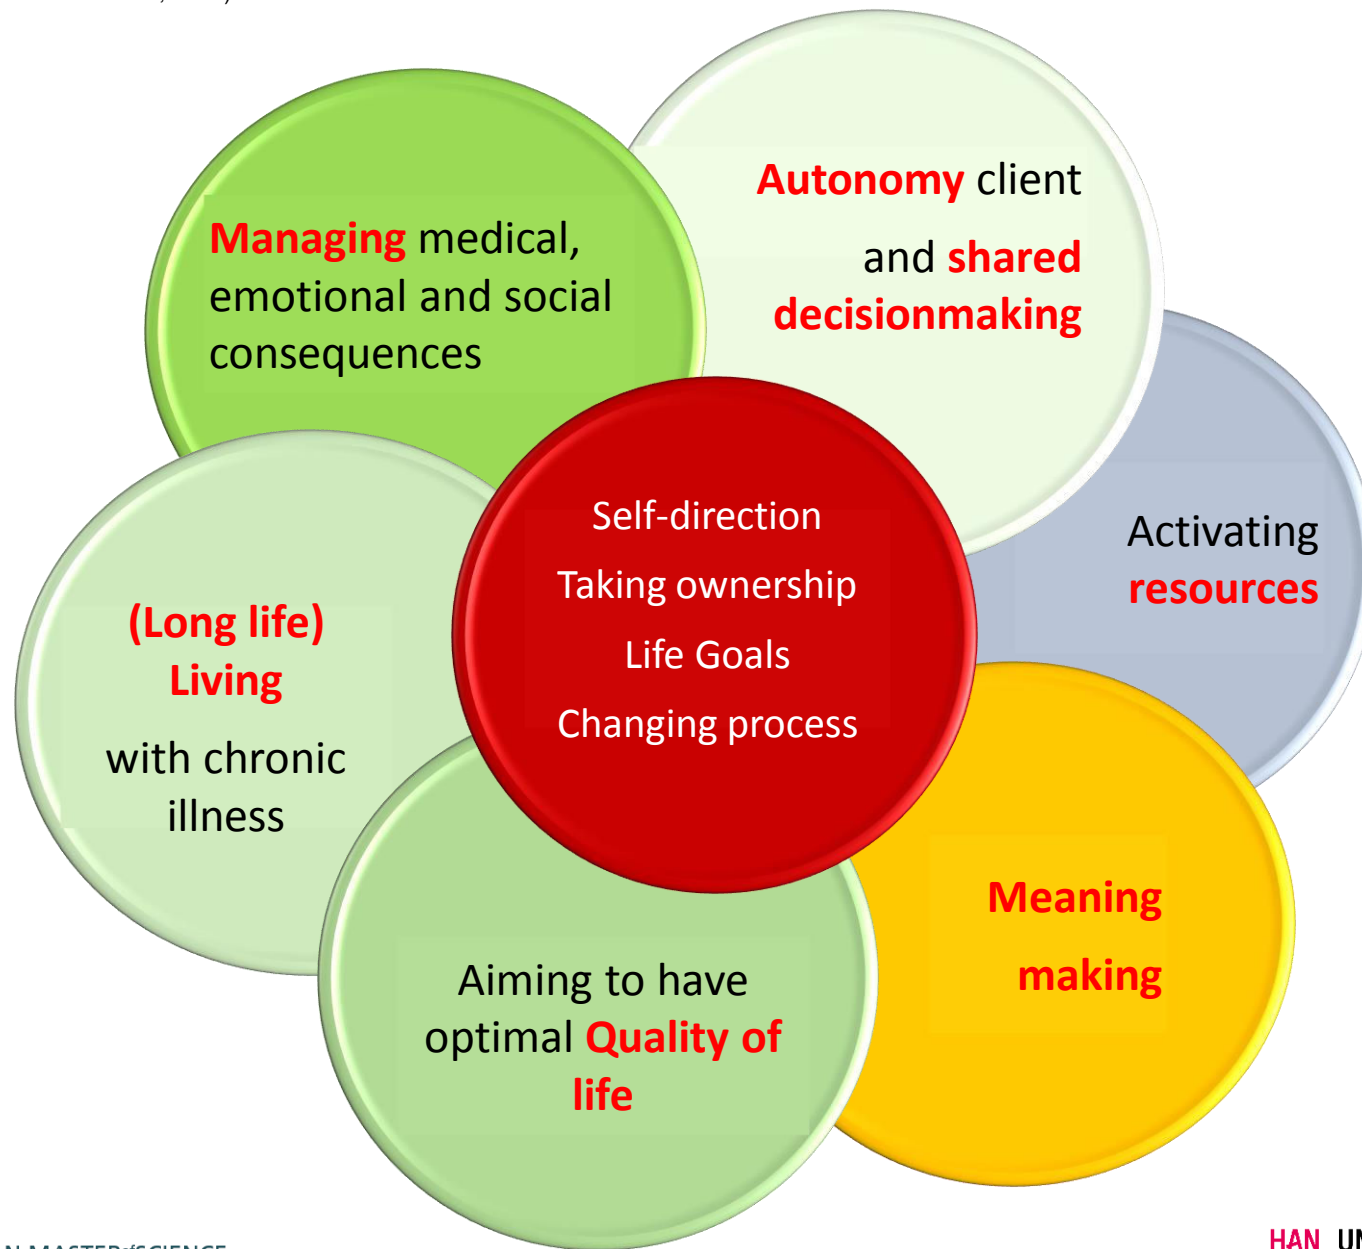 Managing medical,
emotional and social
consequences
Autonomy client
and shared
decisionmaking
Activating
resources
Self-direction
Taking ownership
Life Goals
Changing process
(Long life)
Living
with chronic
illness
Meaning
making
Aiming to have
optimal Quality of
life
HAN